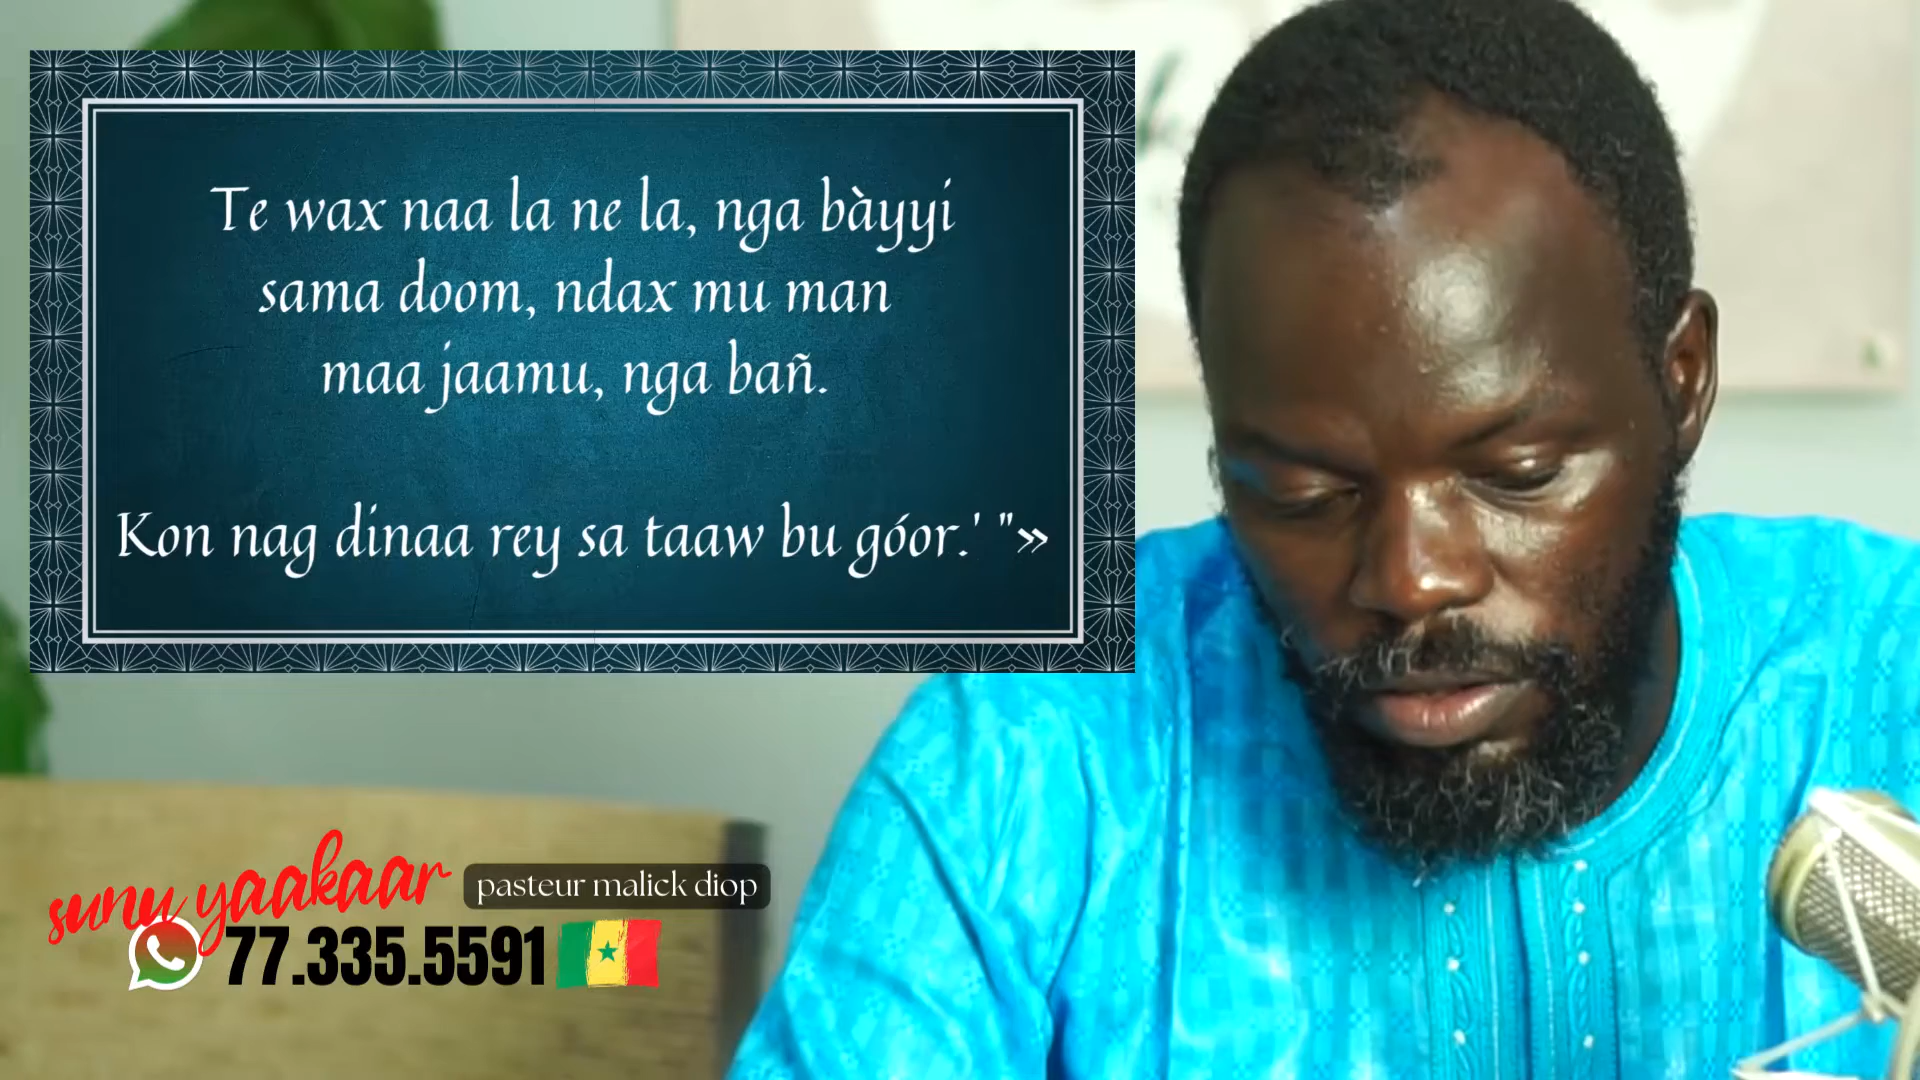 Te wax naa la ne la, nga bàyyi
sama doom, ndax mu man
maa jaamu, nga bañ.
Kon nag dinaa rey sa taaw bu góor.' "»
sunu yaakaar
pasteur malick diop
77.335.5591